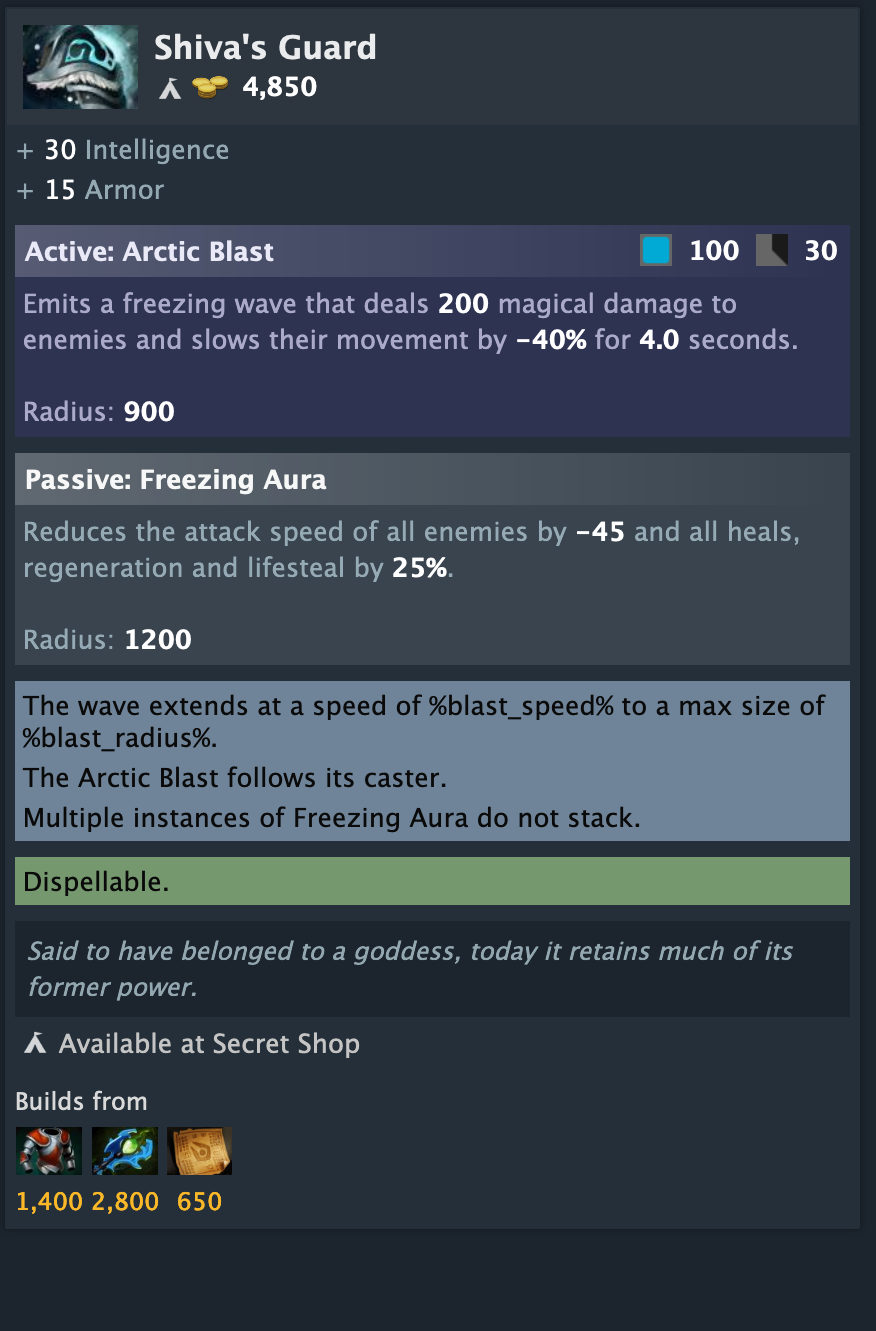 Shiva's Guard
4,850
+ 30 Intelligence
+ 15 Armor
Active: Arctic Blast 100 30
Emits a freezing wave that deals 200 magical damage to
enemies and slows their movement by -40% for 4.0 seconds.
Radius: 900
Passive: Freezing Aura
Reduces the attack speed of all enemies by -45 and all heals,
regeneration and lifesteal by 25%.
Radius: 1200
The wave extends at a speed of %blast_speed% to a max size of
%blast_radius%.
The Arctic Blast follows its caster.
Multiple instances of Freezing Aura do not stack.
Dispellable.
Said to have belonged to a goddess, today it retains much of its
former power.
Available at Secret Shop
Builds from
1,400 2,800 650